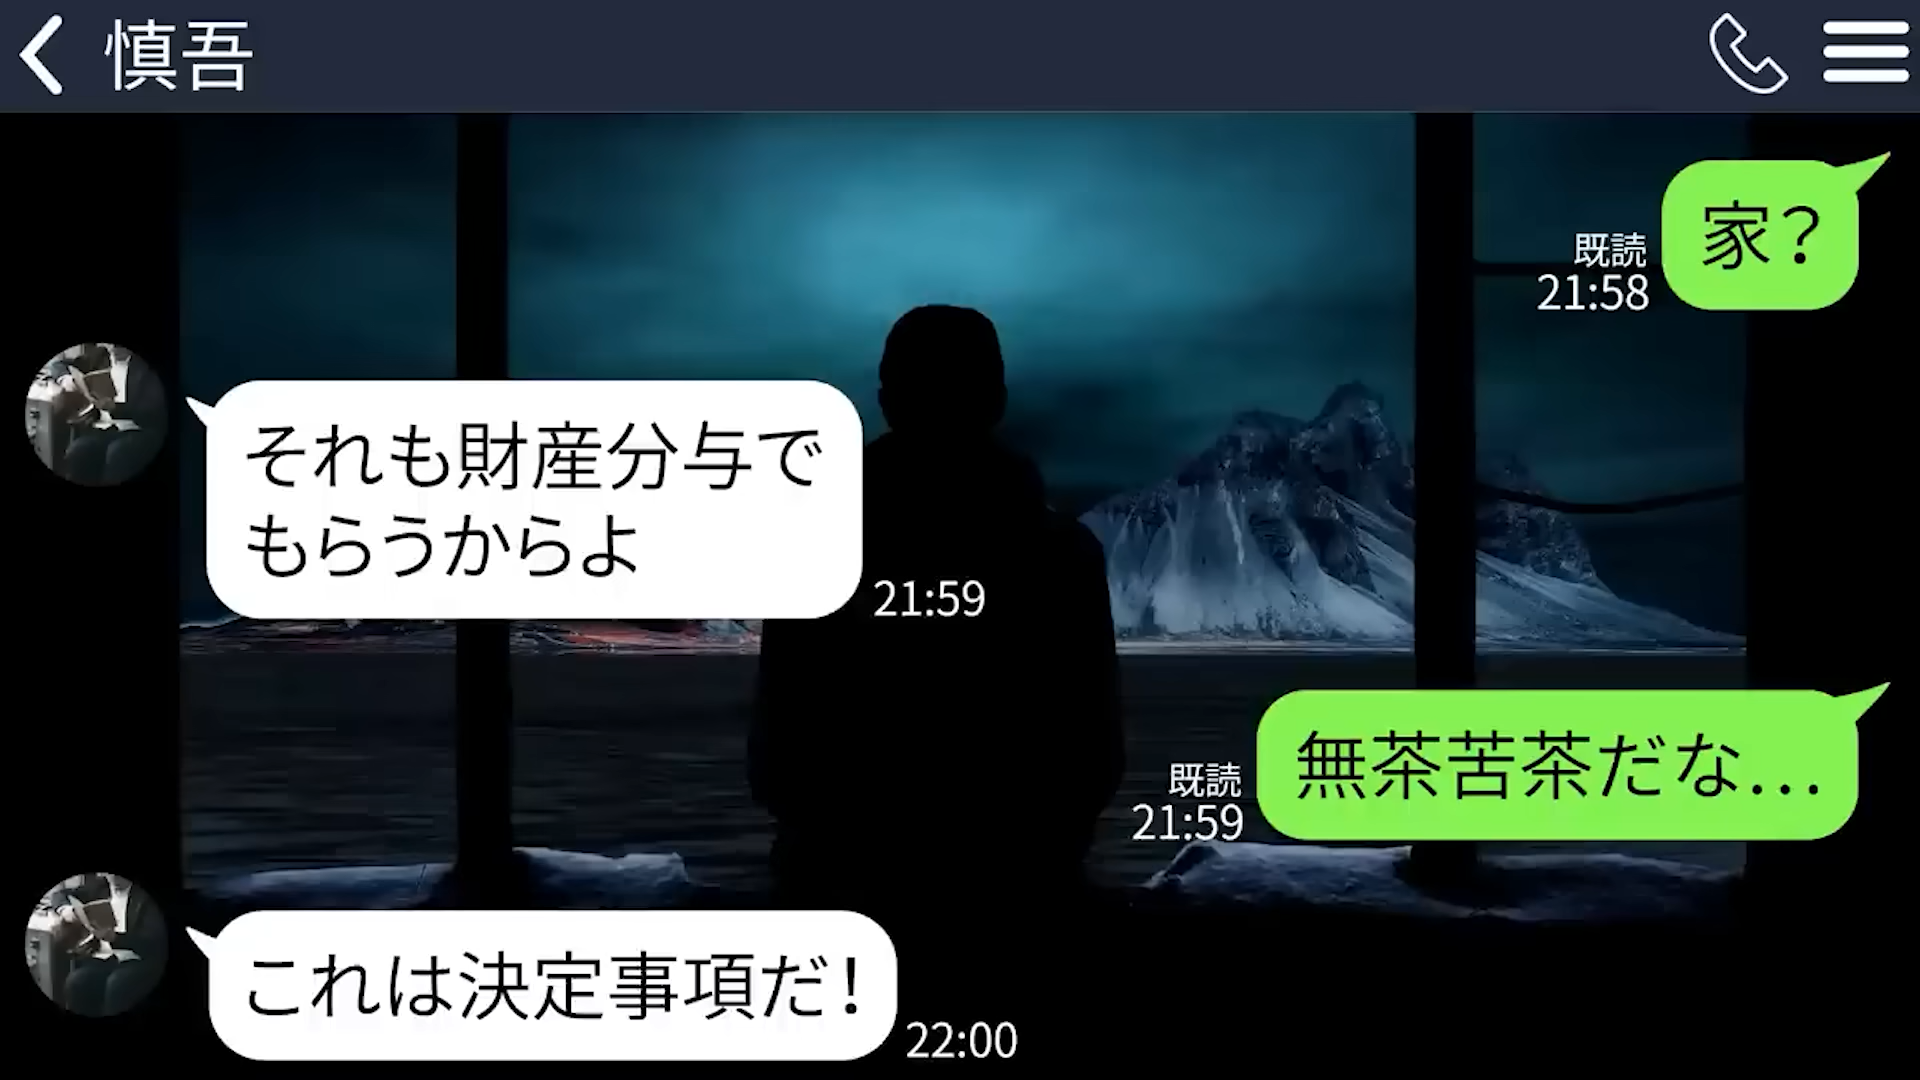 慎吾
家？
既読
21:58
それも財産分与で
もらうからよ
21:59
無茶苦茶だな…
既読
21:59
これは決定事項だ！
22:00